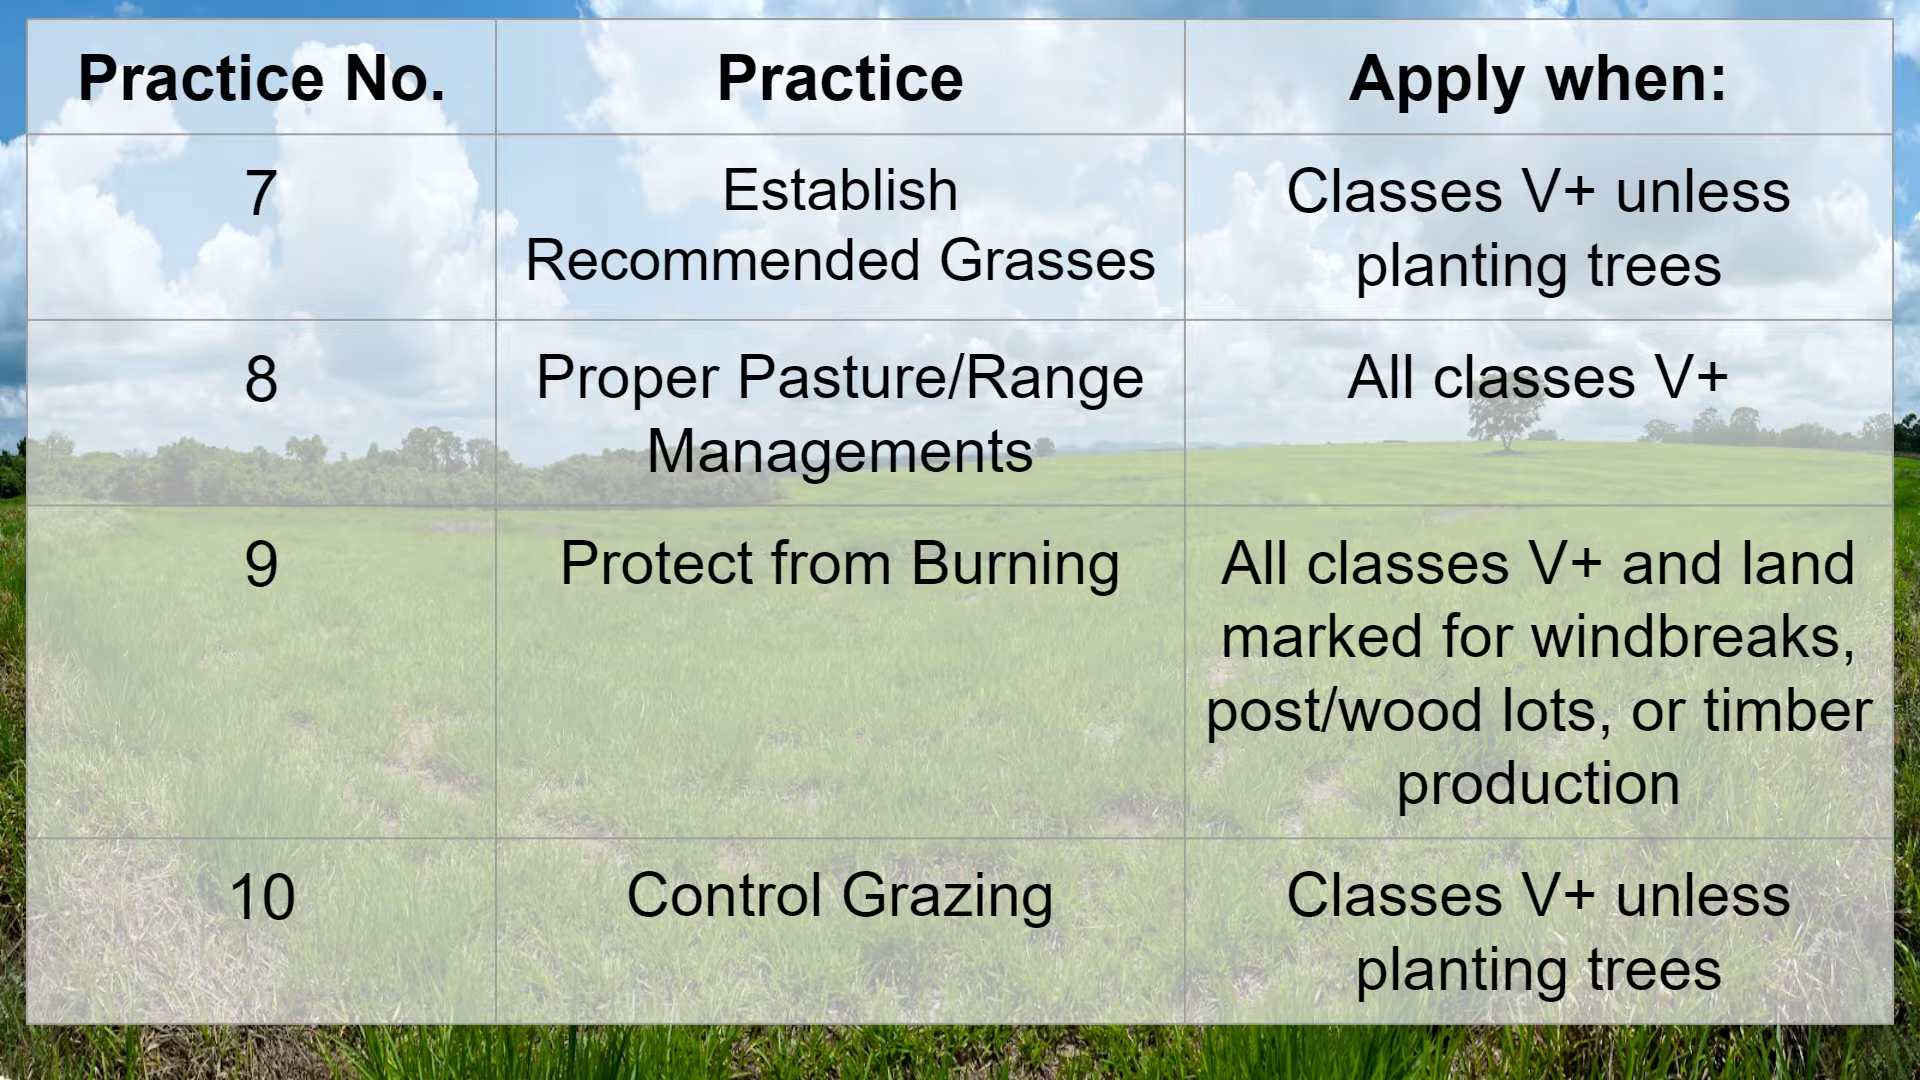 Practice No. Practice Apply when:
7 Establish Classes V+ unless
Recommended Grasses planting trees
8 Proper Pasture/Range All classes V+
Managements
9 Protect from Burning All classes V+ and land
marked for windbreaks,
post/wood lots, or timber
production
10 Control Grazing Classes V+ unless
planting trees